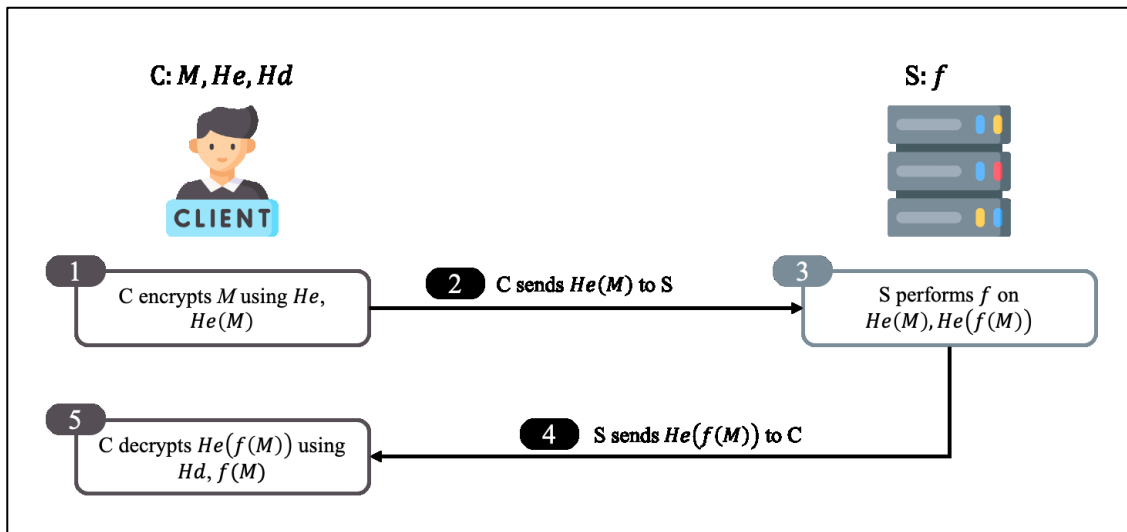 C: M, He, Hd
S: f
CLIENT
1
C encrypts M using He,
He(M)
2
C sends He(M) to S
3
S performs f on
He(M), He(f(M))
4
S sends He(f(M)) to C
5
C decrypts He(f(M)) using
Hd, f(M)